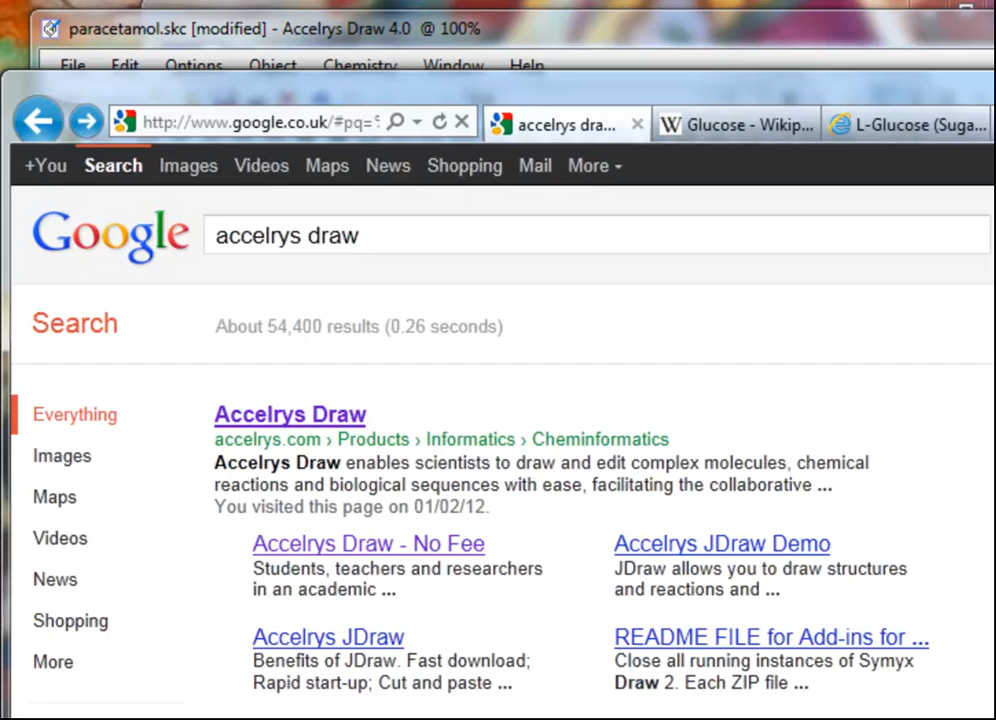 paracetamol.skc [modified] - Accelrys Draw 4.0 @ 100%
File Edit Options Object Chemistry Window Help
http://www.google.co.uk/#pq= accelrys dra... Glucose - Wikip... L-Glucose (Suga...
+You Search Images Videos Maps News Shopping Mail More
Google accelrys draw
Search About 54,400 results (0.26 seconds)
Everything
Images
Maps
Videos
News
Shopping
More
Accelrys Draw
accelrys.com › Products › Informatics › Cheminformatics
Accelrys Draw enables scientists to draw and edit complex molecules, chemical
reactions and biological sequences with ease, facilitating the collaborative ...
You visited this page on 01/02/12.
Accelrys Draw - No Fee
Students, teachers and researchers
in an academic ...
Accelrys JDraw Demo
JDraw allows you to draw structures
and reactions and ...
Accelrys JDraw
Benefits of JDraw. Fast download;
Rapid start-up; Cut and paste ...
README FILE for Add-ins for ...
Close all running instances of Symyx
Draw 2. Each ZIP file ...